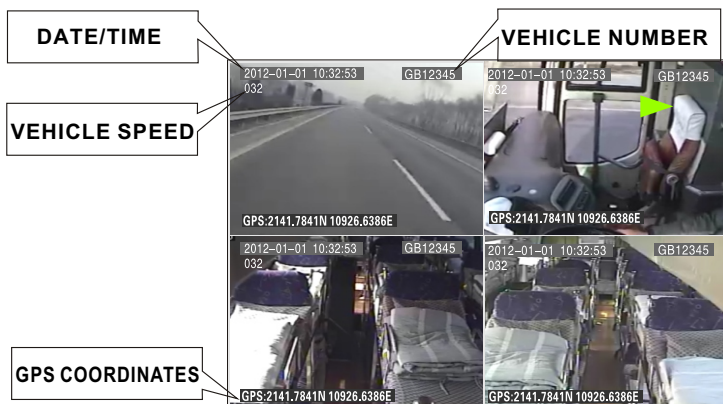 DATE/TIME
VEHICLE NUMBER
2012-01-01 10:32:53
GB12345
032
2012-01-01 10:32:53
GB12345
032
VEHICLE SPEED
GPS:2141.7841N 10926.6386E
GPS:2141.7841N 10926.6386E
2012-01-01 10:32:53
GB12345
032
2012-01-01 10:32:53
GB12345
032
GPS COORDINATES
GPS:2141.7841N 10926.6386E
GPS:2141.7841N 10926.6386E